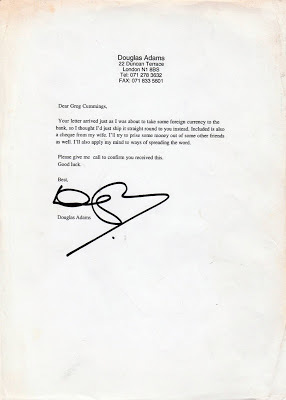 Douglas Adams
22 Duncan Terrace
London N1 8BS
Tel: 071 278 3632
FAX: 071 833 5601
Dear Greg Cummings,
Your letter arrived just as I was about to take some foreign currency to the
bank, so I thought I'd just skip it straight round to you instead. Included is also
a cheque from my wife. I'll try to prise some money out of some other friends
as well. I'll also apply my mind to ways of spreading the word.
Please give me call to confirm you received this.
Good luck.
Best,
Douglas Adams